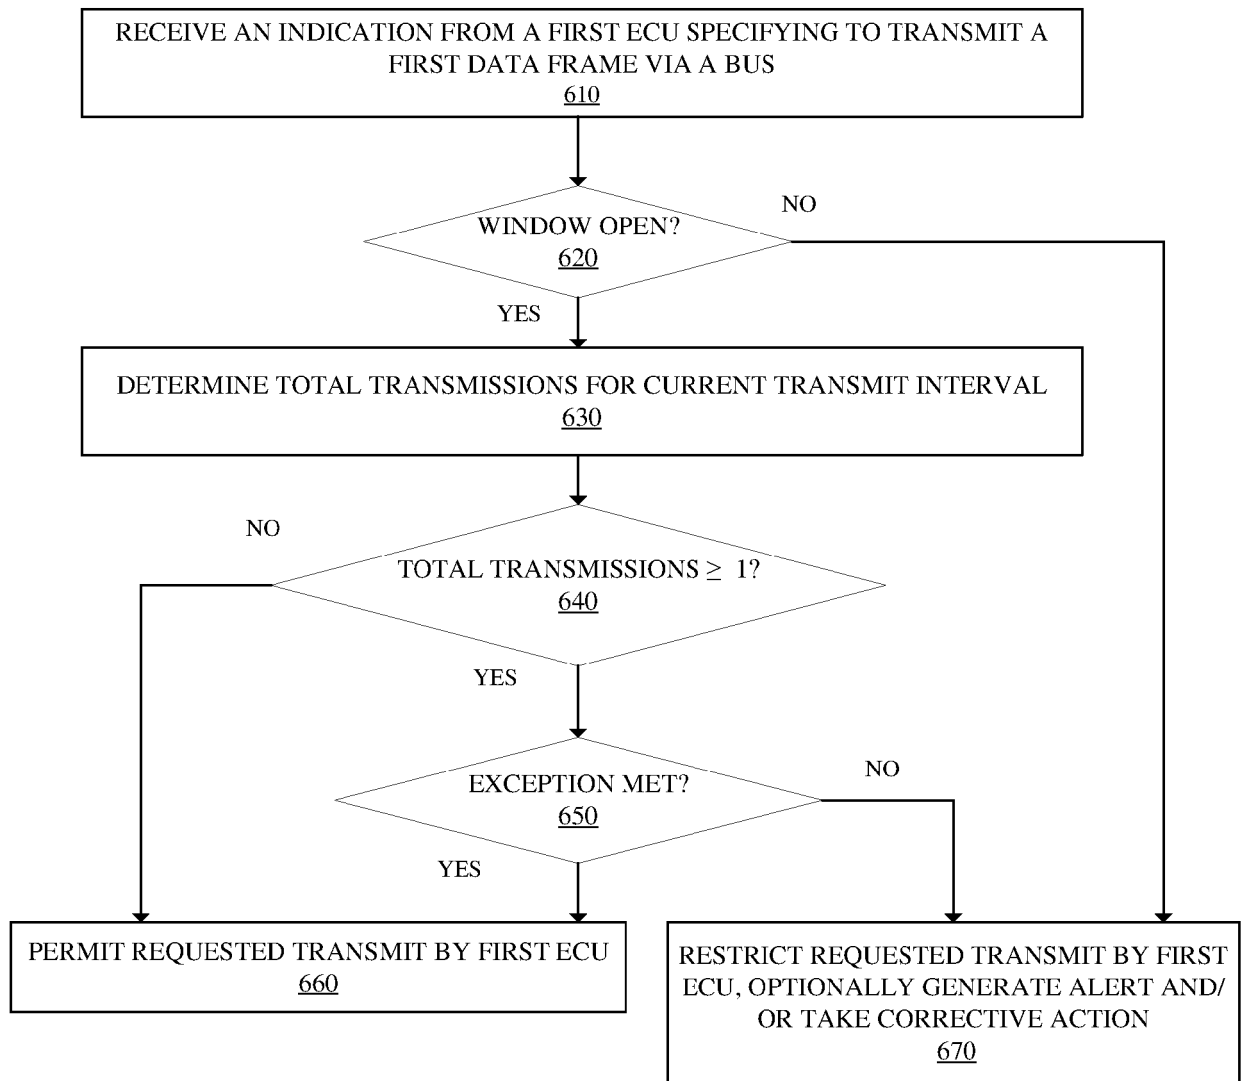 RECEIVE AN INDICATION FROM A FIRST ECU SPECIFYING TO TRANSMIT A
FIRST DATA FRAME VIA A BUS
610
WINDOW OPEN?
620
NO
YES
DETERMINE TOTAL TRANSMISSIONS FOR CURRENT TRANSMIT INTERVAL
630
NO
TOTAL TRANSMISSIONS ≥ 1?
640
YES
EXCEPTION MET?
650
NO
YES
PERMIT REQUESTED TRANSMIT BY FIRST ECU
660
RESTRICT REQUESTED TRANSMIT BY FIRST
ECU, OPTIONALLY GENERATE ALERT AND/
OR TAKE CORRECTIVE ACTION
670